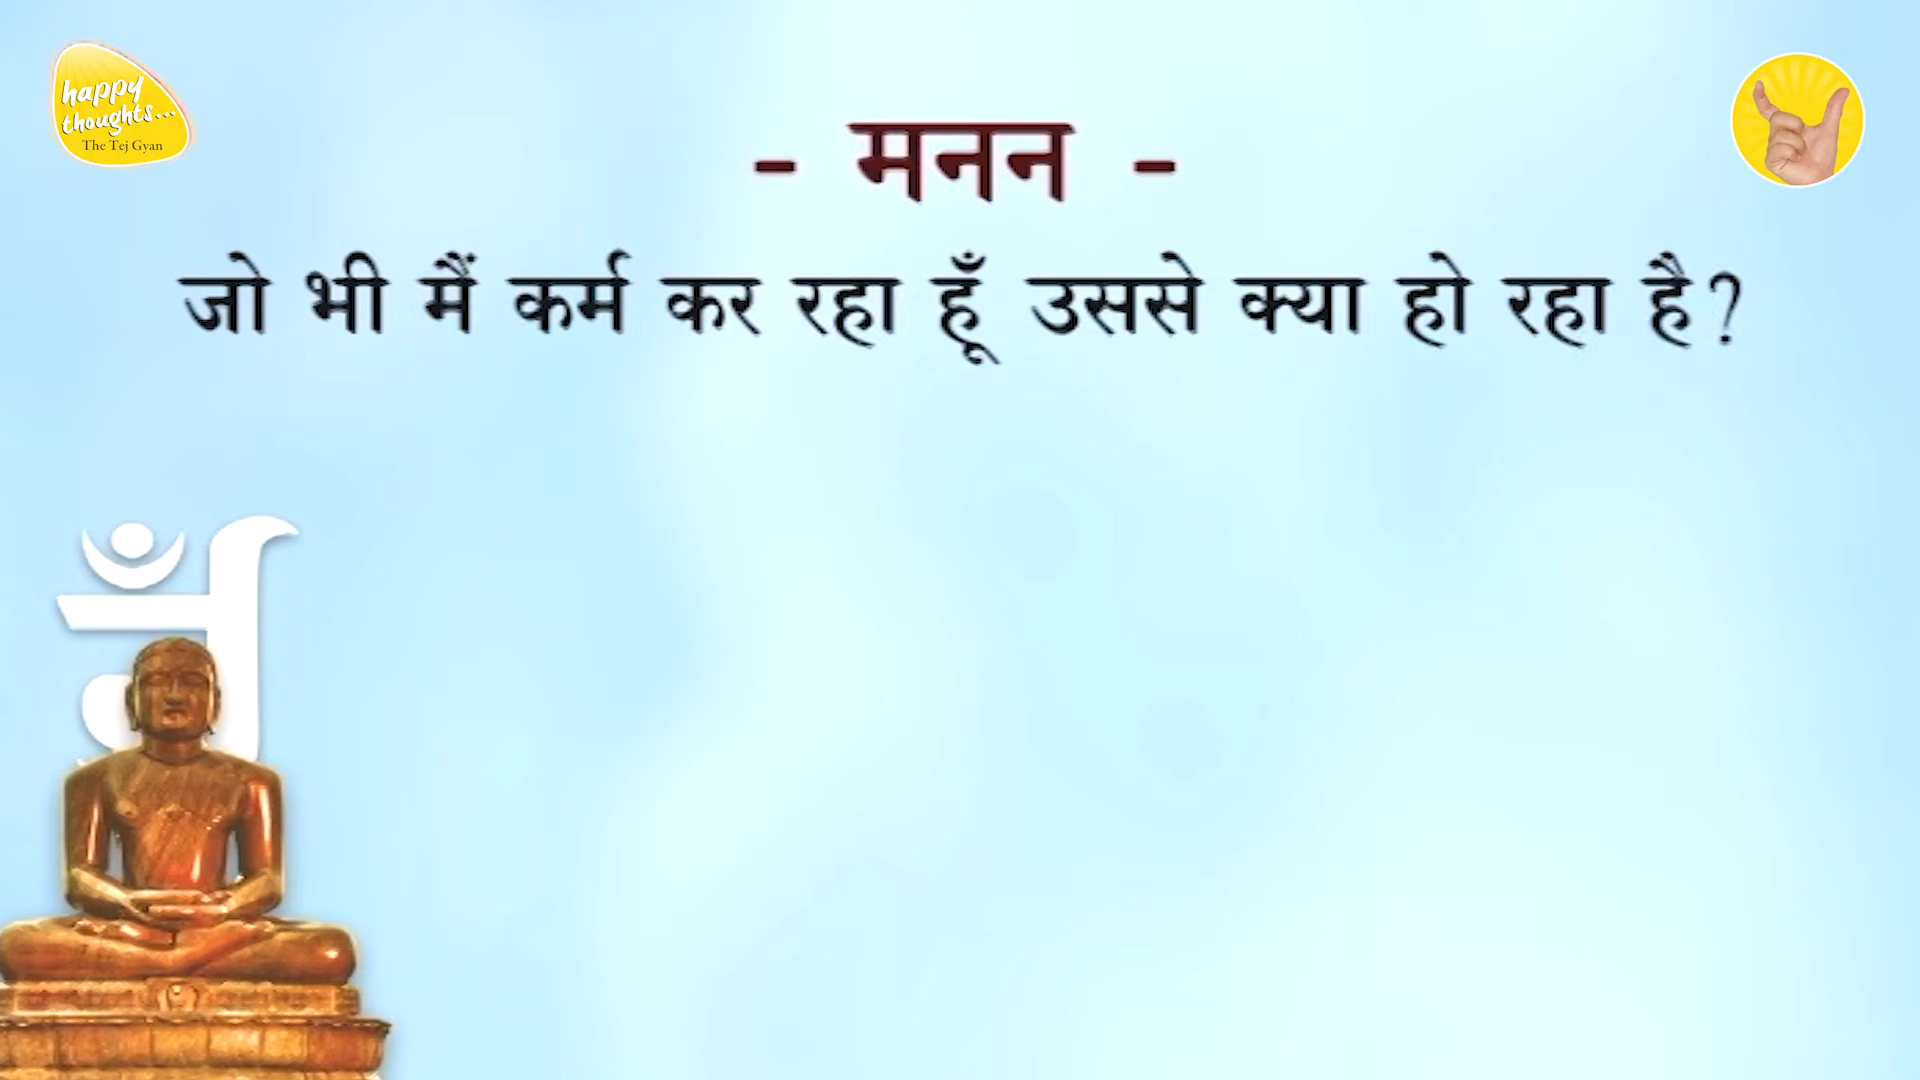 happy
thoughts...
The Tej Gyan
- मनन -
जो भी मैं कर्म कर रहा हूँ उससे क्या हो रहा है?